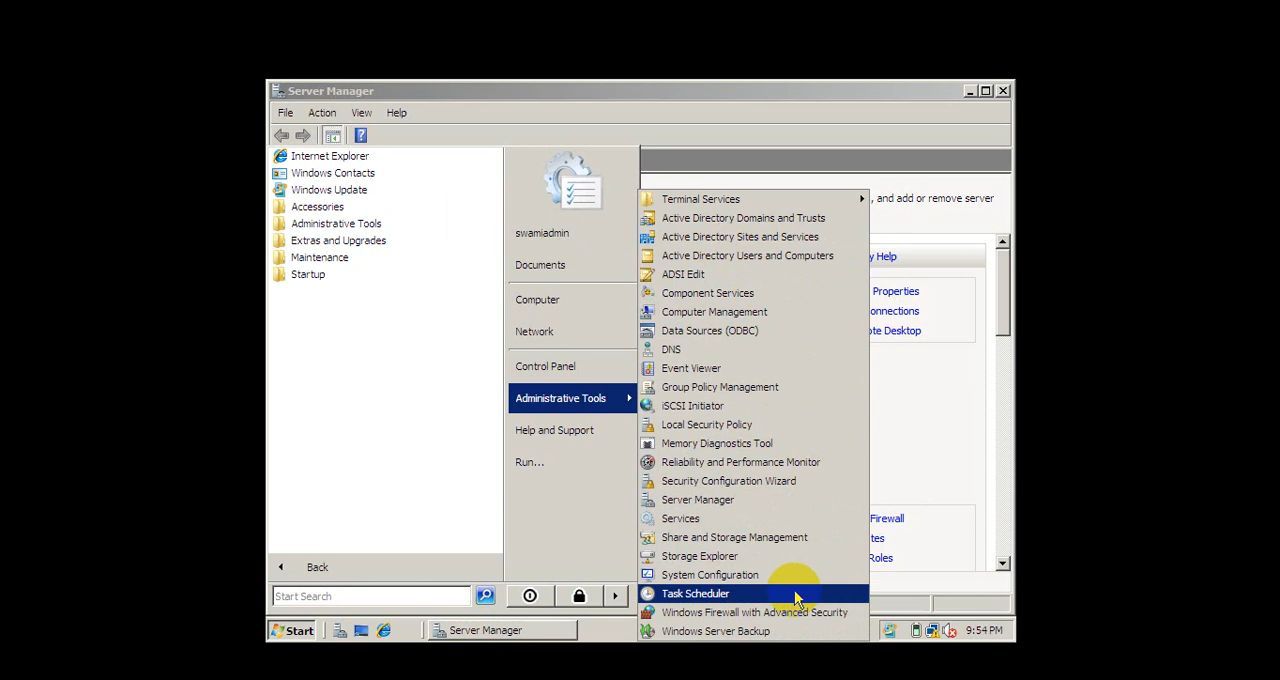 Server Manager
File Action View Help
Internet Explorer
Windows Contacts
Windows Update
Accessories
Administrative Tools
Extras and Upgrades
Maintenance
Startup
Back
Start Search
swamiadmin
Documents
Computer
Network
Control Panel
Administrative Tools
Help and Support
Run...
Terminal Services
Active Directory Domains and Trusts
Active Directory Sites and Services
Active Directory Users and Computers
ADSI Edit
Component Services
Computer Management
Data Sources (ODBC)
DNS
Event Viewer
Group Policy Management
iSCSI Initiator
Local Security Policy
Memory Diagnostics Tool
Reliability and Performance Monitor
Security Configuration Wizard
Server Manager
Services
Share and Storage Management
Storage Explorer
System Configuration
Task Scheduler
Windows Firewall with Advanced Security
Windows Server Backup
, and add or remove server
y Help
Properties
onnections
te Desktop
Firewall
tes
Roles
Start Server Manager 9:54 PM